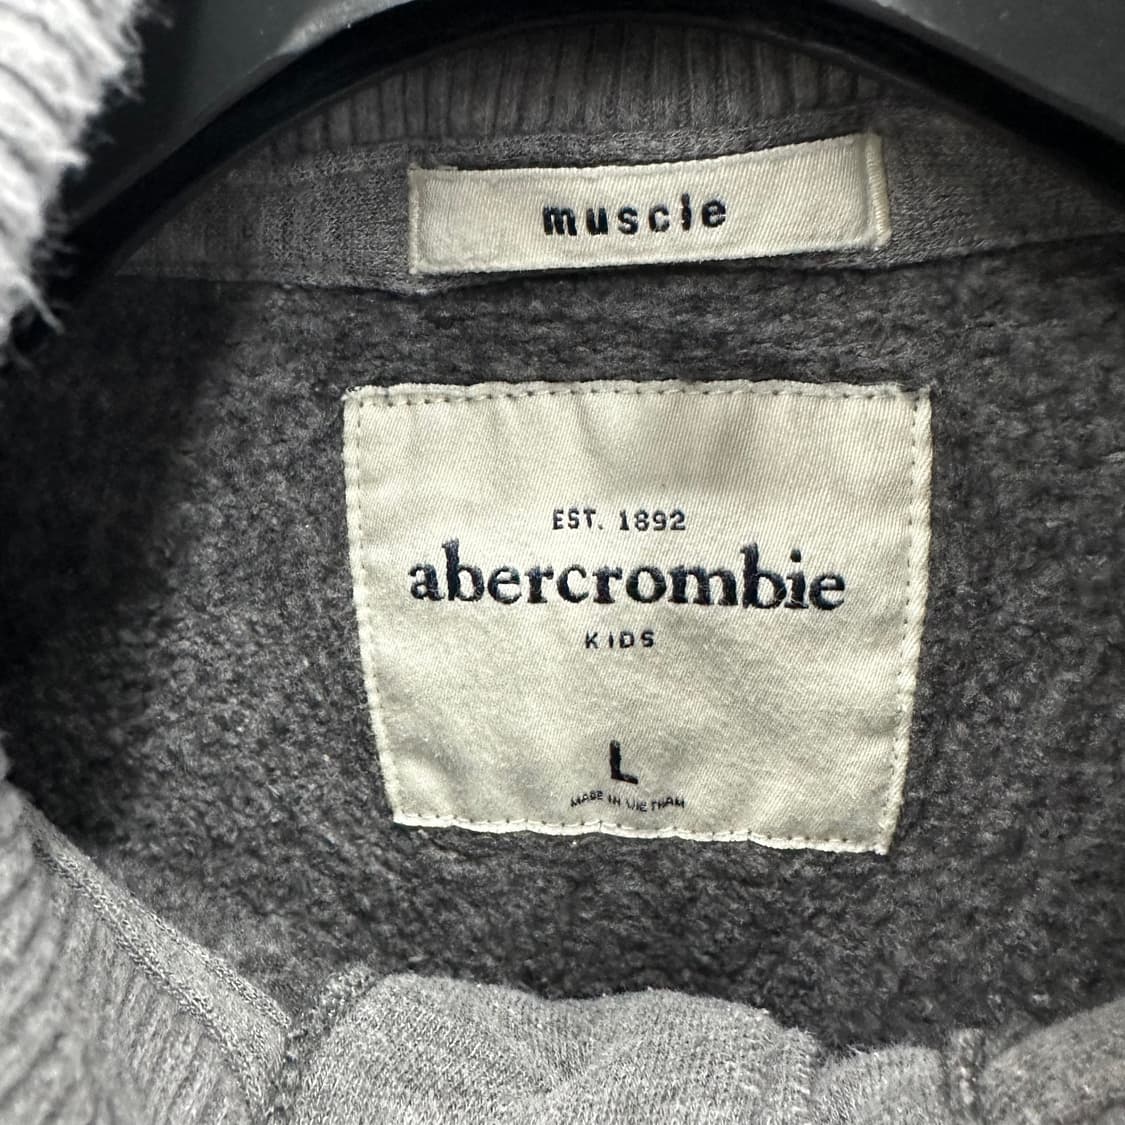 muscle
EST. 1892
abercrombie
KIDS
L
MADE IN VIETNAM